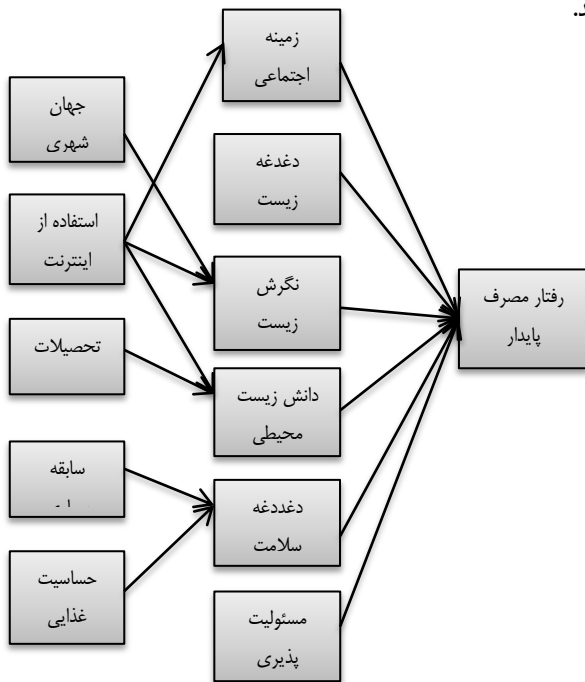 د.
زمینه
اجتماعی
جهان
شهری
دغدغه
زیست
استفاده از
اینترنت
نگرش
زیست
رفتار مصرف
پایدار
تحصیلات
دانش زیست
محیطی
سابقه
دغددغه
سلامت
حساسیت
غذایی
مسئولیت
پذیری